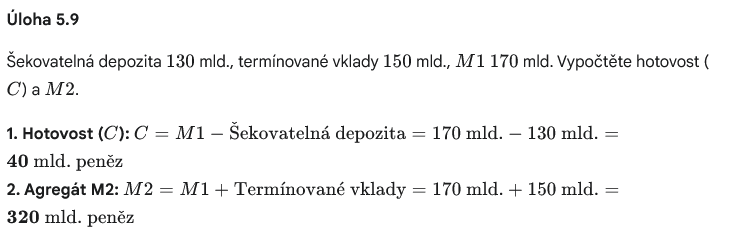 Úloha 5.9
Šekovatelná depozita 130 mld., termínované vklady 150 mld., M1 170 mld. Vypočtěte hotovost (
C) a M2.
1. Hotovost (C): C = M1 − Šekovatelná depozita = 170 mld. − 130 mld. =
40 mld. peněz
2. Agregát M2: M2 = M1 + Termínované vklady = 170 mld. + 150 mld. =
320 mld. peněz